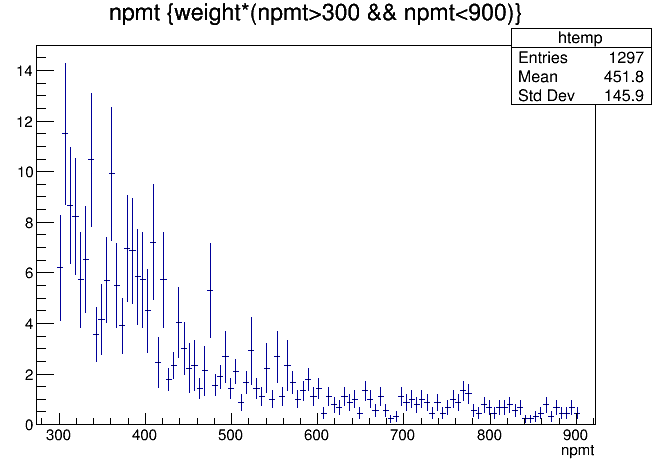 npmt {weight*(npmt>300 && npmt<900)}
htemp
Entries 1297
Mean 451.8
Std Dev 145.9
14
12
10
8
6
4
2
0
300 400 500 600 700 800 900
npmt